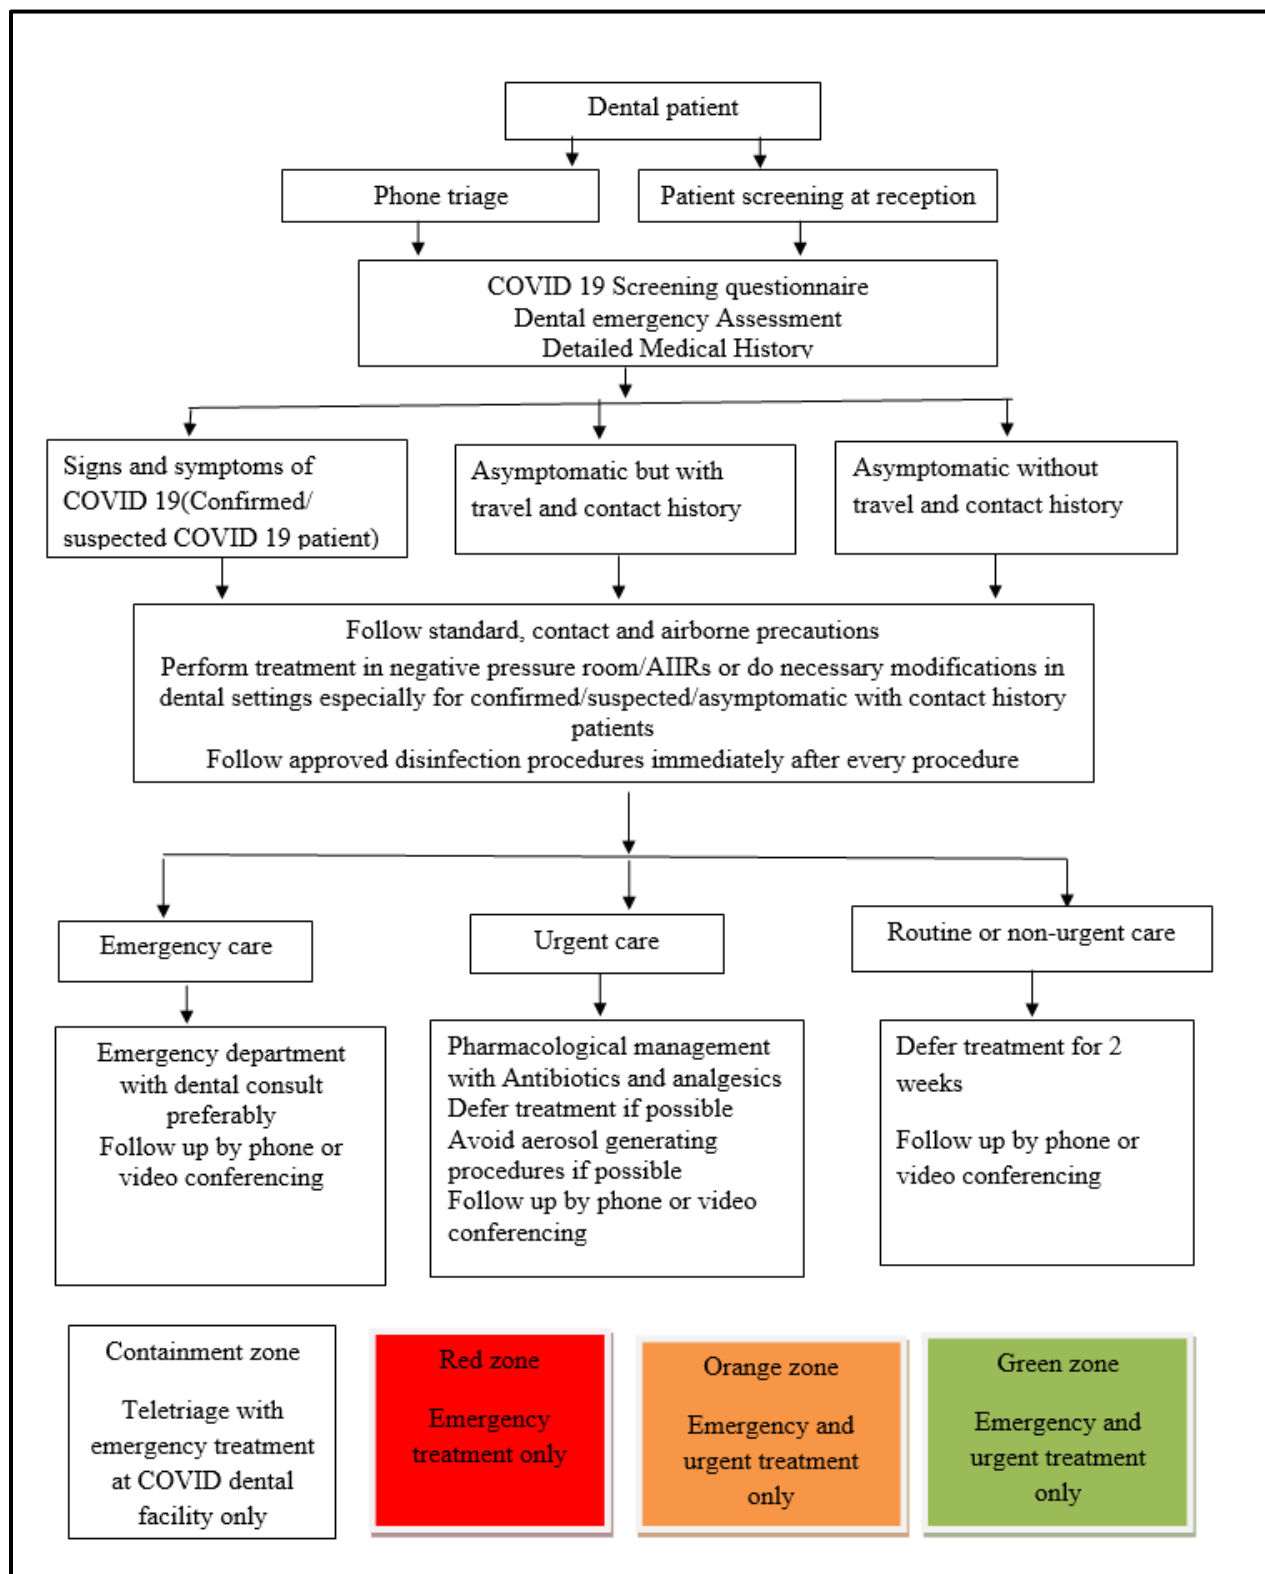 Dental patient
Phone triage
Patient screening at reception
COVID 19 Screening questionnaire
Dental emergency Assessment
Detailed Medical History
Signs and symptoms of
COVID 19(Confirmed/
suspected COVID 19 patient)
Asymptomatic but with
travel and contact history
Asymptomatic without
travel and contact history
Follow standard, contact and airborne precautions
Perform treatment in negative pressure room/AIIRs or do necessary modifications in
dental settings especially for confirmed/suspected/asymptomatic with contact history
patients
Follow approved disinfection procedures immediately after every procedure
Emergency care
Urgent care
Routine or non-urgent care
Emergency department
with dental consult
preferably
Follow up by phone or
video conferencing
Pharmacological management
with Antibiotics and analgesics
Defer treatment if possible
Avoid aerosol generating
procedures if possible
Follow up by phone or video
conferencing
Defer treatment for 2
weeks
Follow up by phone or
video conferencing
Containment zone
Teletriage with
emergency treatment
at COVID dental
facility only
Red zone
Emergency
treatment only
Orange zone
Emergency and
urgent treatment
only
Green zone
Emergency and
urgent treatment
only